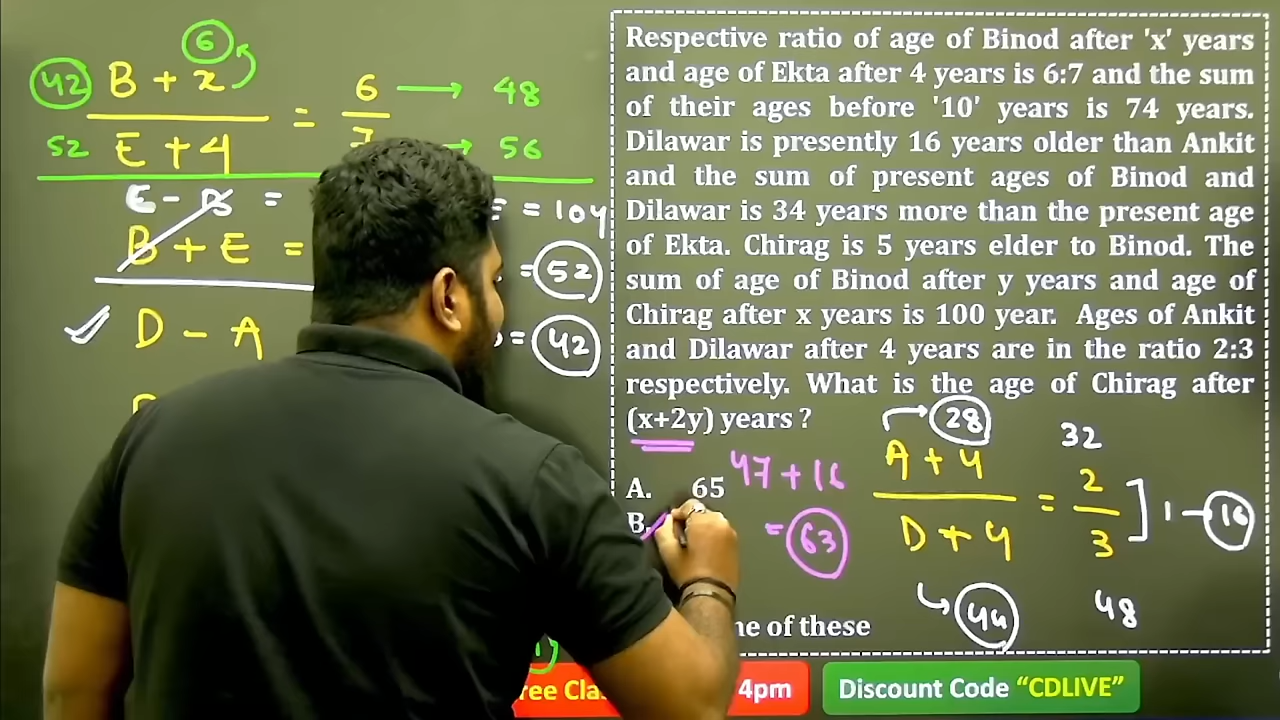 Respective ratio of age of Binod after 'x' years
and age of Ekta after 4 years is 6:7 and the sum
of their ages before '10' years is 74 years.
Dilawar is presently 16 years older than Ankit
and the sum of present ages of Binod and
Dilawar is 34 years more than the present age
of Ekta. Chirag is 5 years elder to Binod. The
sum of age of Binod after y years and age of
Chirag after x years is 100 year. Ages of Ankit
and Dilawar after 4 years are in the ratio 2:3
respectively. What is the age of Chirag after
(x+2y) years ?
A. 65
B.
ne of these
6
42 B + x = 6 → 48
52 E + 4 7 → 56
E - B =
= 104
B + E =
= 52
D - A
= 42
47 + 16
= 63
28
32
A + 4 = 2
D + 4 3
1 - 16
44
48
ree Clas
4pm
Discount Code “CDLIVE”